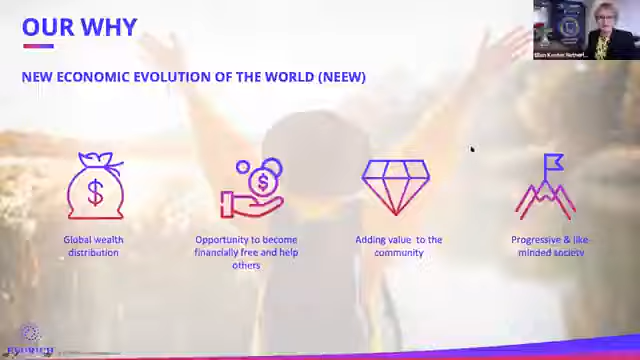 OUR WHY
NEW ECONOMIC EVOLUTION OF THE WORLD (NEEW)
$
Global wealth
distribution
$
Opportunity to become
financially free and help
others
Adding value to the
community
Progressive & like-
minded society